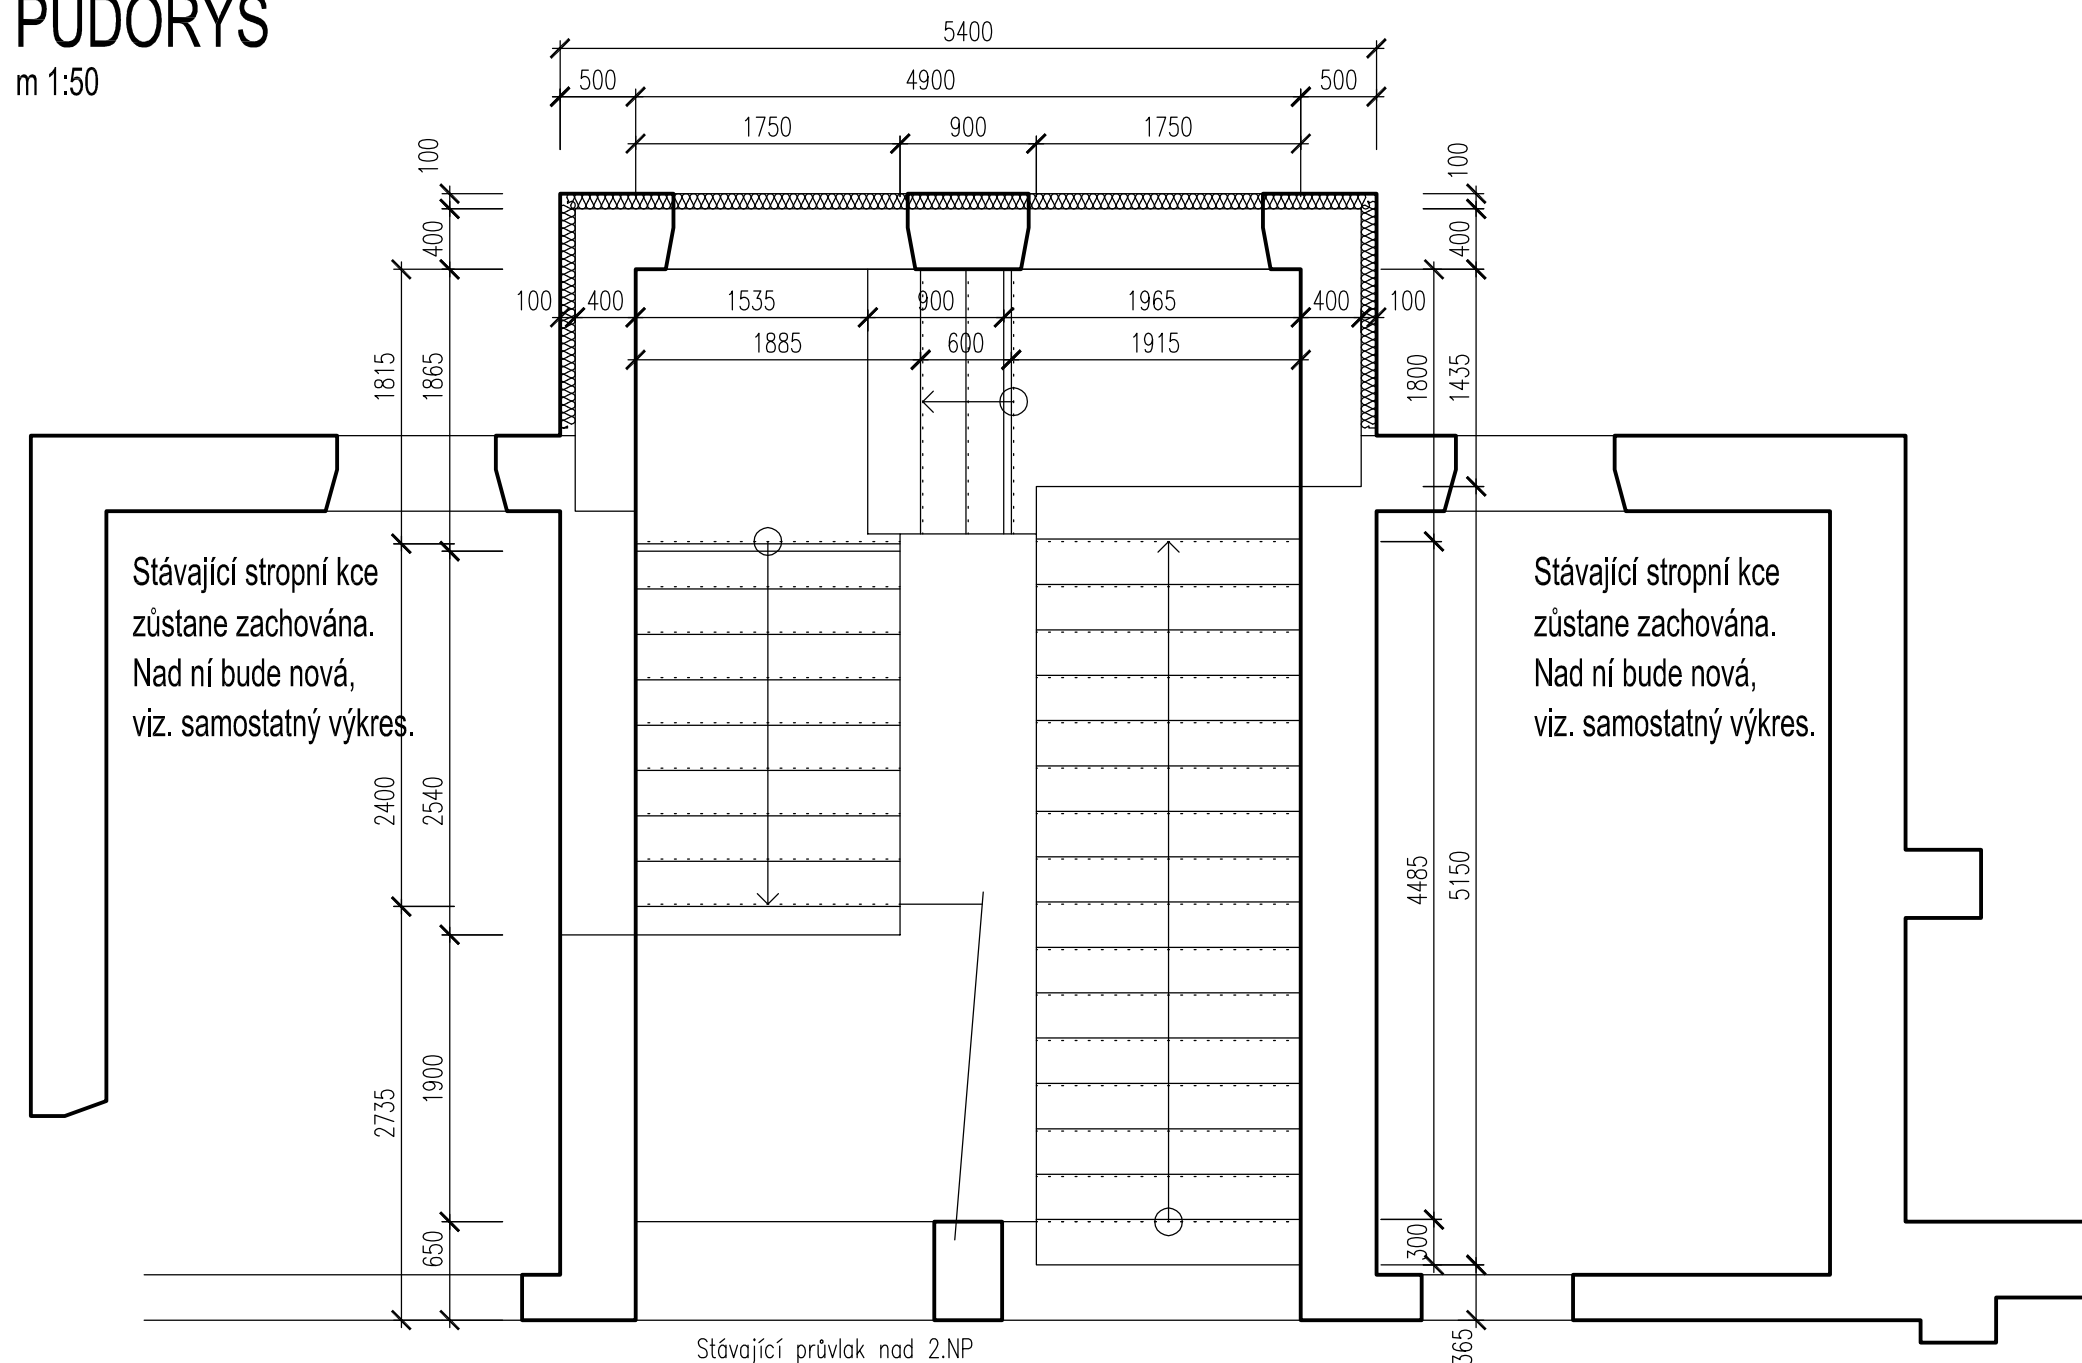 PŮDORYS
m 1:50
5400
500 4900 500
1750 900 1750
100 100
400 400
100 400 1535 900 1965 400 100
1885 600 1915
1815 1865 1800 1435
Stávající stropní kce
zůstane zachována.
Nad ní bude nová,
viz. samostatný výkres.
Stávající stropní kce
zůstane zachována.
Nad ní bude nová,
viz. samostatný výkres.
2400 2540 4485 5150
2735 1900
650 300
365
Stávající průvlak nad 2.NP